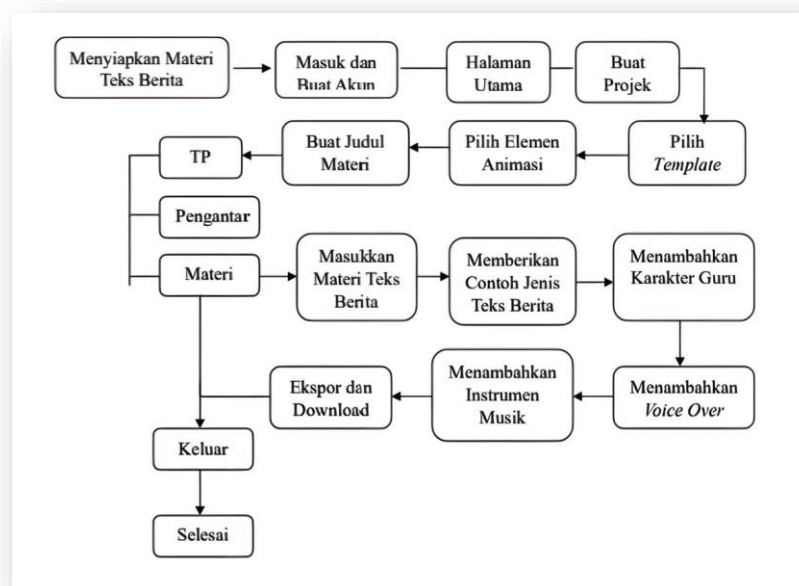 Menyiapkan Materi
Teks Berita
Masuk dan
Buat Akun
Halaman
Utama
Buat
Projek
Pilih
Template
Pilih Elemen
Animasi
Buat Judul
Materi
TP
Pengantar
Materi
Masukkan
Materi Teks
Berita
Memberikan
Contoh Jenis
Teks Berita
Menambahkan
Karakter Guru
Menambahkan
Voice Over
Menambahkan
Instrumen
Musik
Ekspor dan
Download
Keluar
Selesai